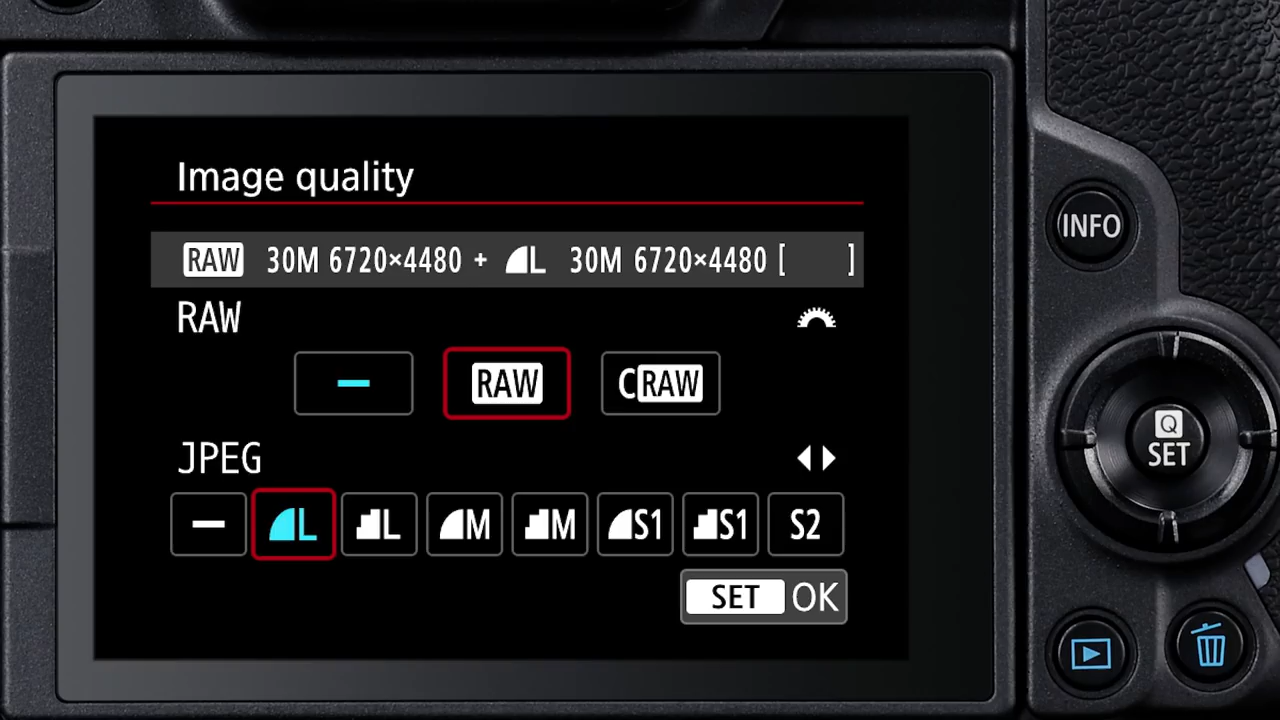 Image quality
RAW 30M 6720×4480 + L 30M 6720×4480 [ ]
RAW
RAW CRAW
JPEG
L L M M S1 S1 S2
SET OK
INFO
Q
SET